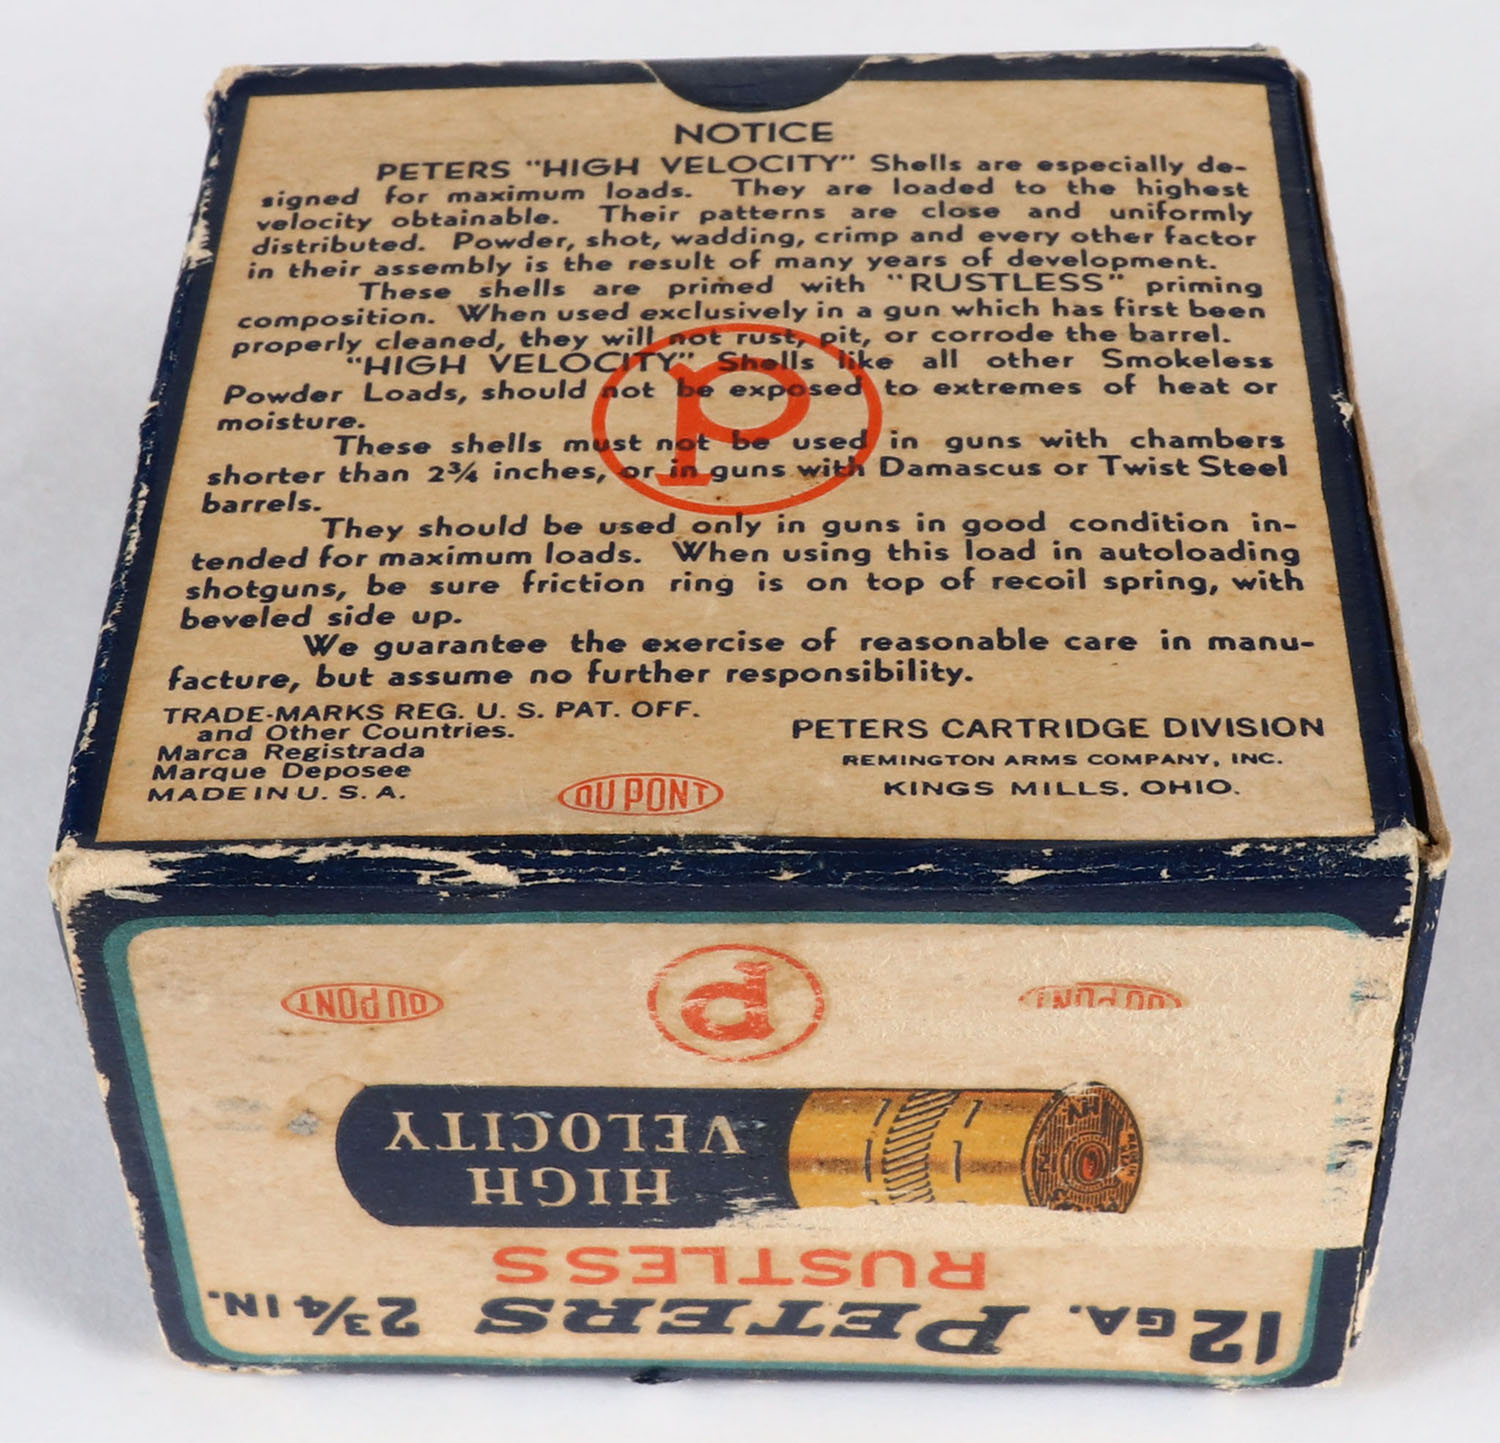 NOTICE
PETERS "HIGH VELOCITY" Shells are especially de-
signed for maximum loads. They are loaded to the highest
velocity obtainable. Their patterns are close and uniformly
distributed. Powder, shot, wadding, crimp and every other factor
in their assembly is the result of many years of development.
These shells are primed with "RUSTLESS" priming
composition. When used exclusively in a gun which has first been
properly cleaned, they will not rust, pit, or corrode the barrel.
"HIGH VELOCITY" Shells like all other Smokeless
Powder Loads, should not be exposed to extremes of heat or
moisture.
These shells must not be used in guns with chambers
shorter than 2¾ inches, or in guns with Damascus or Twist Steel
barrels.
They should be used only in guns in good condition in-
tended for maximum loads. When using this load in autoloading
shotguns, be sure friction ring is on top of recoil spring, with
beveled side up.
We guarantee the exercise of reasonable care in manu-
facture, but assume no further responsibility.
P
TRADE-MARKS REG. U. S. PAT. OFF.
and Other Countries.
Marca Registrada
Marque Deposee
MADE IN U. S. A.
DU PONT
PETERS CARTRIDGE DIVISION
REMINGTON ARMS COMPANY, INC.
KINGS MILLS, OHIO.
12 GA. PETERS 2¾ IN.
RUSTLESS
HIGH
VELOCITY
HV
DU PONT
P
DU PONT